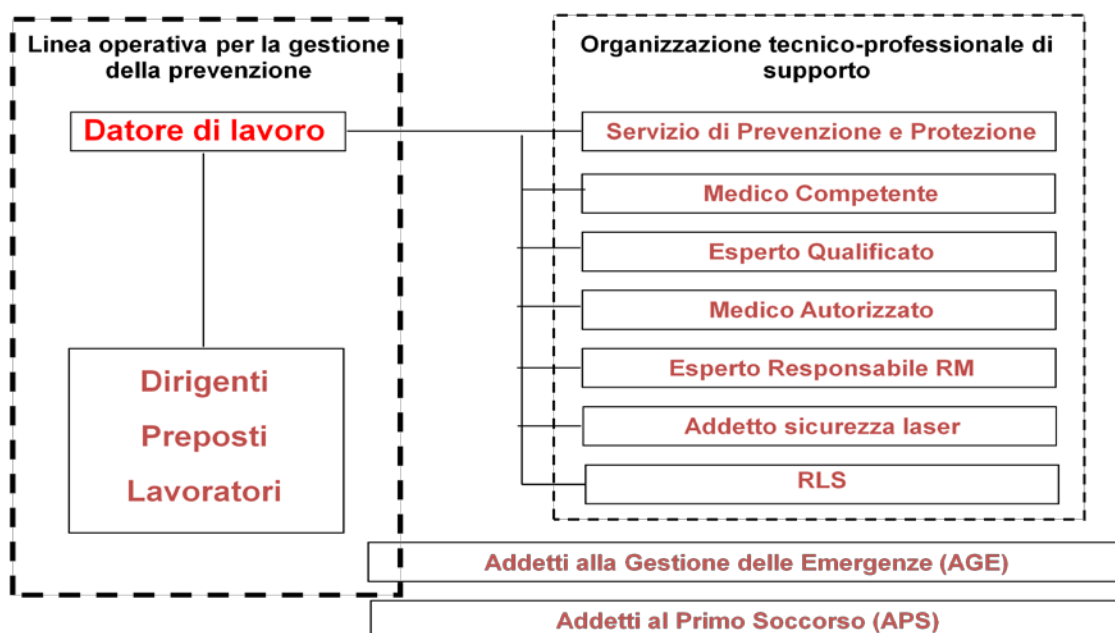 Linea operativa per la gestione
della prevenzione
Datore di lavoro
Dirigenti
Preposti
Lavoratori
Organizzazione tecnico-professionale di
supporto
Servizio di Prevenzione e Protezione
Medico Competente
Esperto Qualificato
Medico Autorizzato
Esperto Responsabile RM
Addetto sicurezza laser
RLS
Addetti alla Gestione delle Emergenze (AGE)
Addetti al Primo Soccorso (APS)